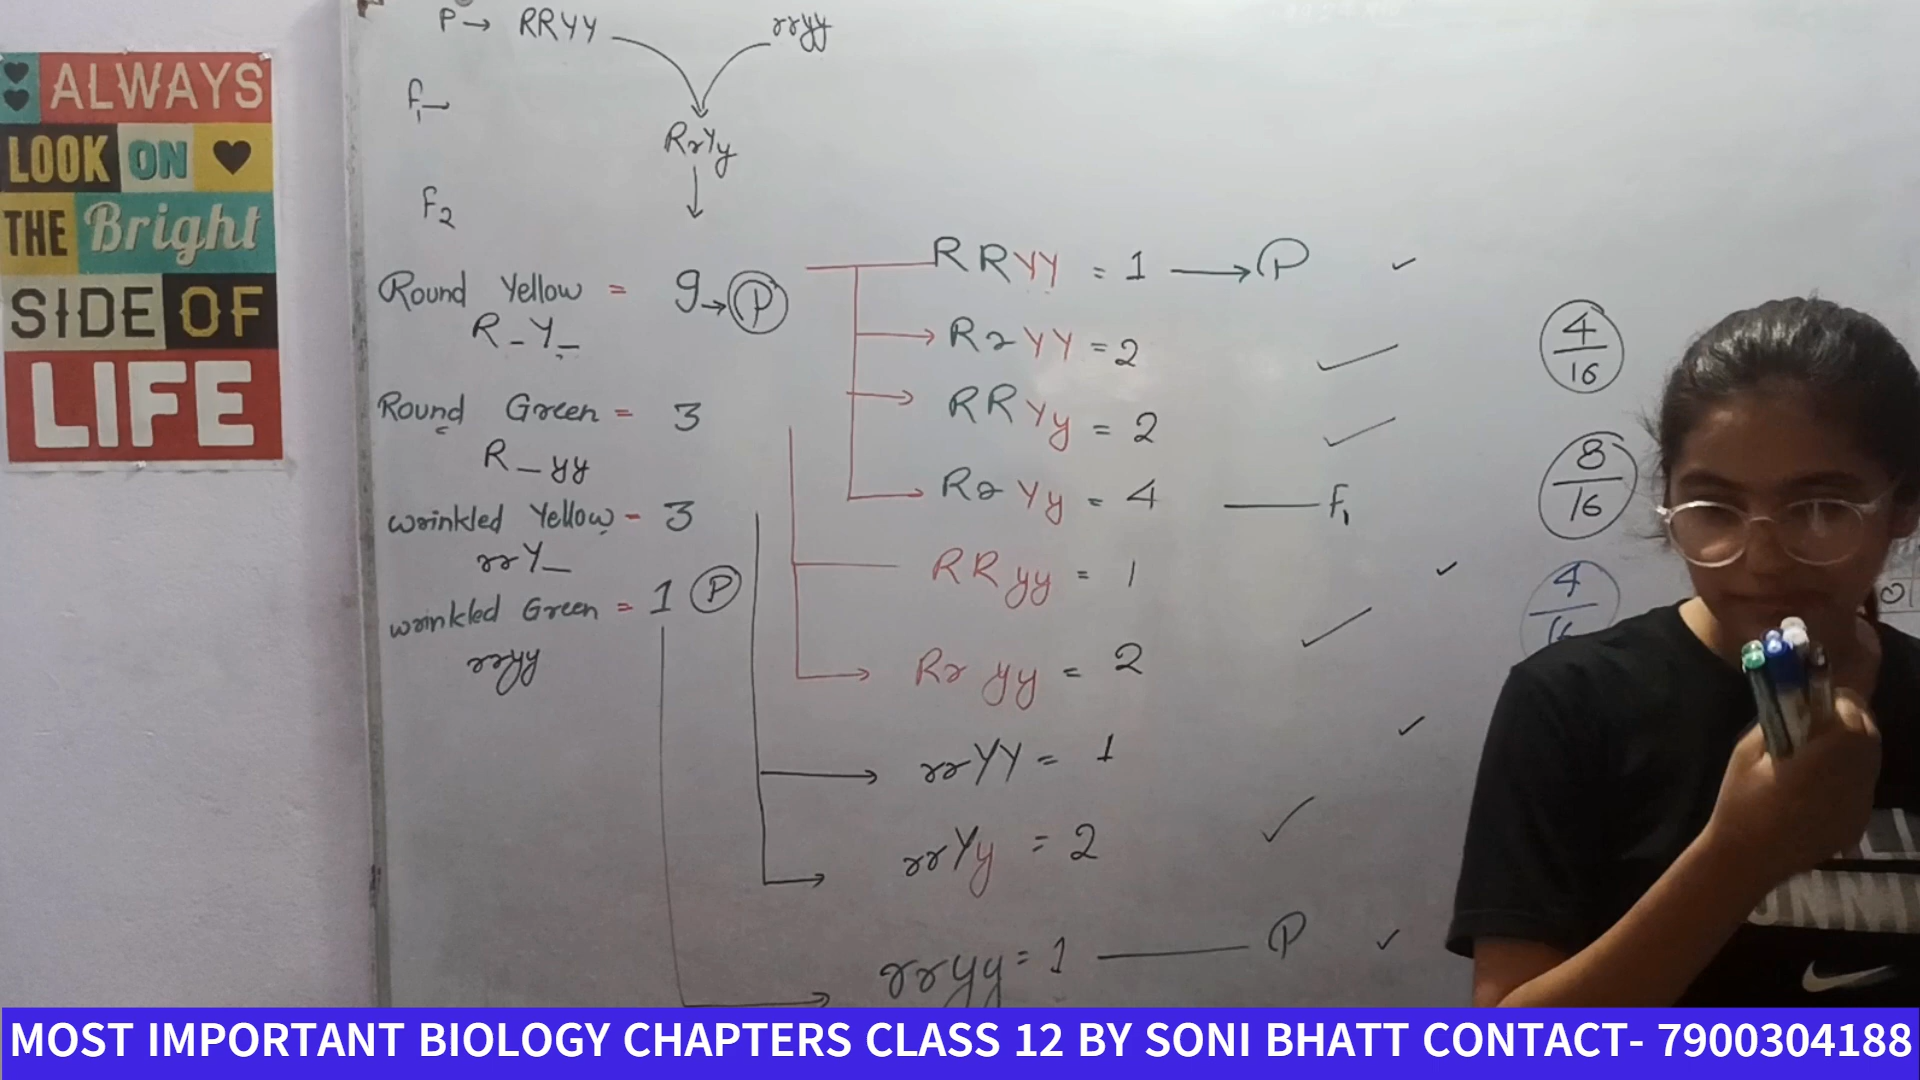 ALWAYS
LOOK ON
THE Bright
SIDE OF
LIFE
P → RRYY rryy
F1 →
RrYy
F2
Round Yellow = 9 → P
R_Y_
Round Green = 3
R_yy
wrinkled Yellow = 3
rrY_
wrinkled Green = 1 P
rryy
RRYY = 1 → P ✓
RrYY = 2 ✓
RRYy = 2 ✓
RrYy = 4 — F1
RRyy = 1 ✓
Rryy = 2 ✓
rrYY = 1 ✓
rrYy = 2 ✓
rryy = 1 — P ✓
4/16
8/16
4
MOST IMPORTANT BIOLOGY CHAPTERS CLASS 12 BY SONI BHATT CONTACT- 7900304188